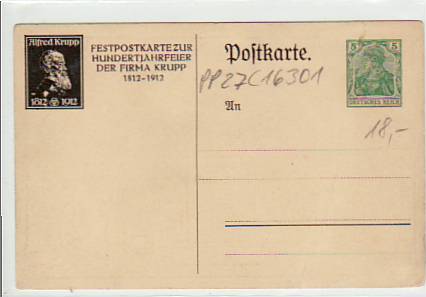 Alfred Krupp
1812 1912
FESTPOSTKARTE ZUR
HUNDERTJAHRFEIER
DER FIRMA KRUPP
1812-1912
Postkarte.
PP27C16301
An
5 5
DEUTSCHES REICH
18,-